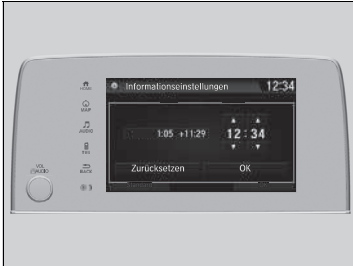 Informationseinstellungen 12:34
HOME
MAP
AUDIO
1:05 +11:29 12 : 34
BACK
Zurücksetzen OK
VOL
AUDIO